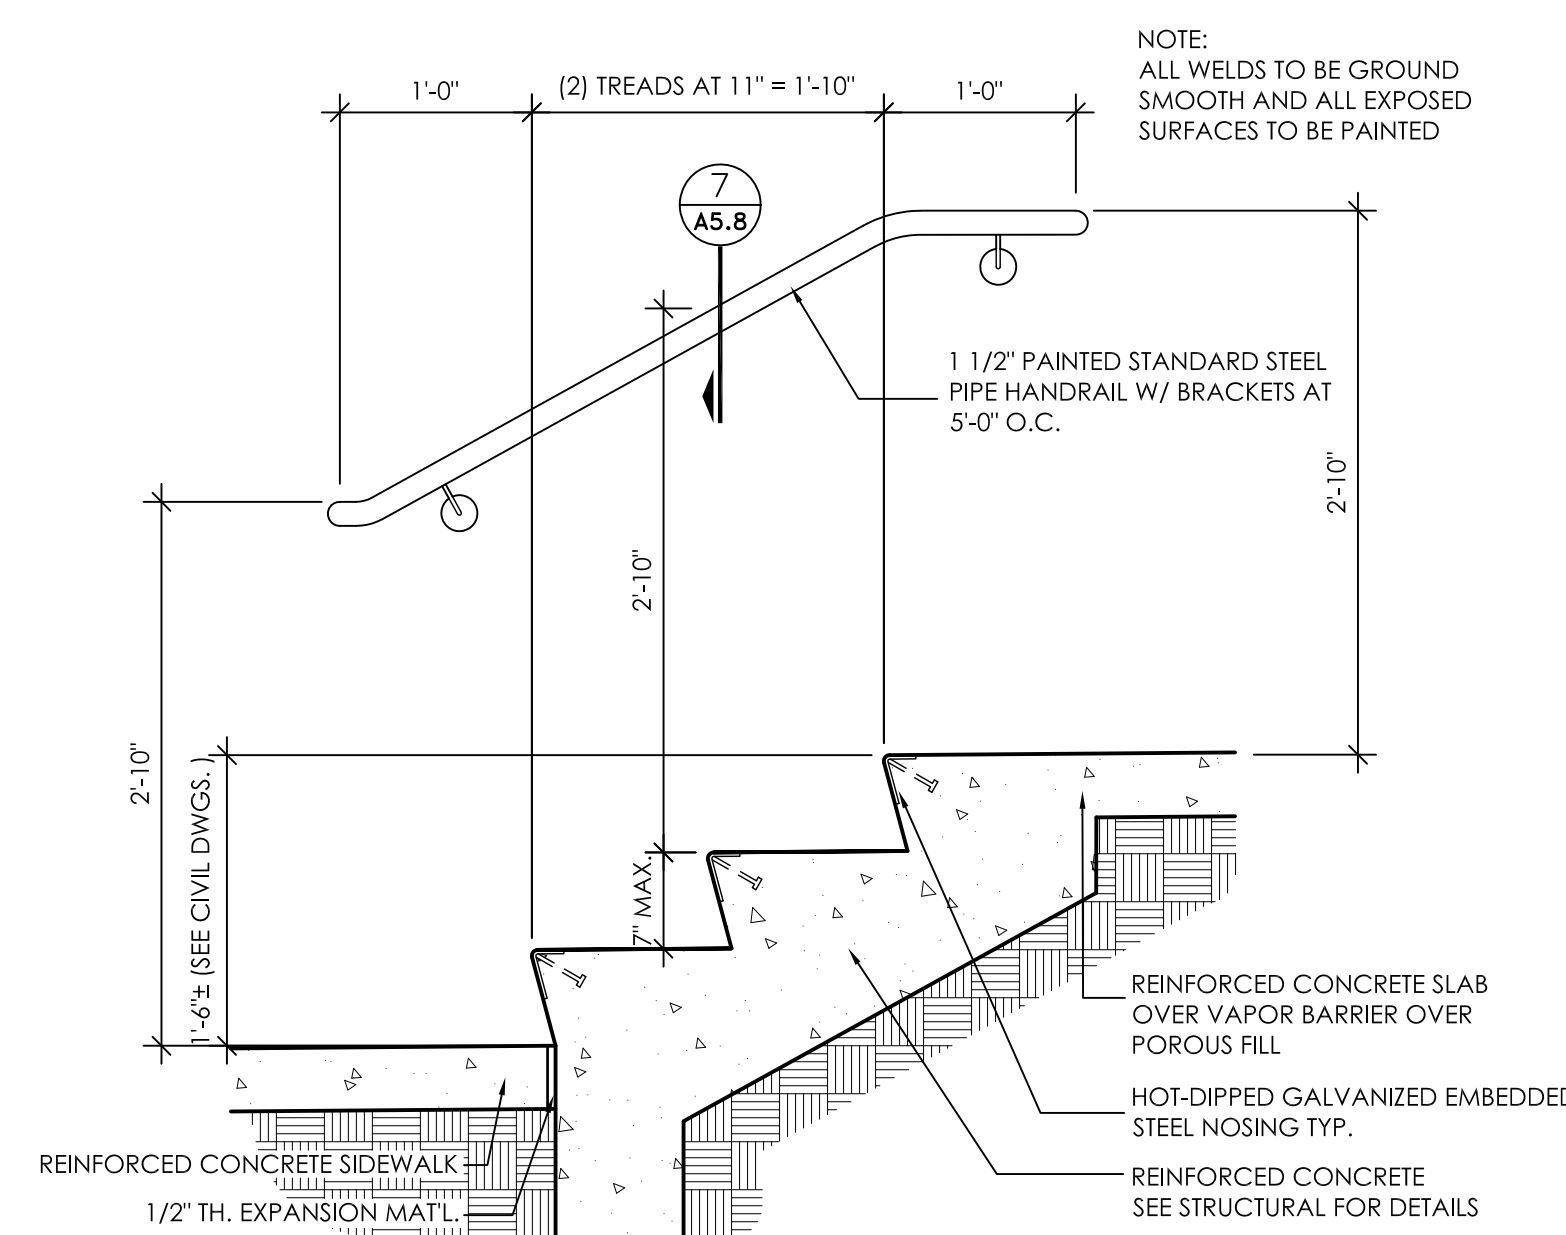 NOTE:
ALL WELDS TO BE GROUND
SMOOTH AND ALL EXPOSED
SURFACES TO BE PAINTED
1'-0"
(2) TREADS AT 11" = 1'-10"
1'-0"
7
A5.8
1 1/2" PAINTED STANDARD STEEL
PIPE HANDRAIL W/ BRACKETS AT
5'-0" O.C.
2'-10"
2'-10"
2'-10"
1'-6"± (SEE CIVIL DWGS. )
7" MAX.
REINFORCED CONCRETE SLAB
OVER VAPOR BARRIER OVER
POROUS FILL
HOT-DIPPED GALVANIZED EMBEDDED
STEEL NOSING TYP.
REINFORCED CONCRETE
SEE STRUCTURAL FOR DETAILS
REINFORCED CONCRETE SIDEWALK
1/2" TH. EXPANSION MAT'L.